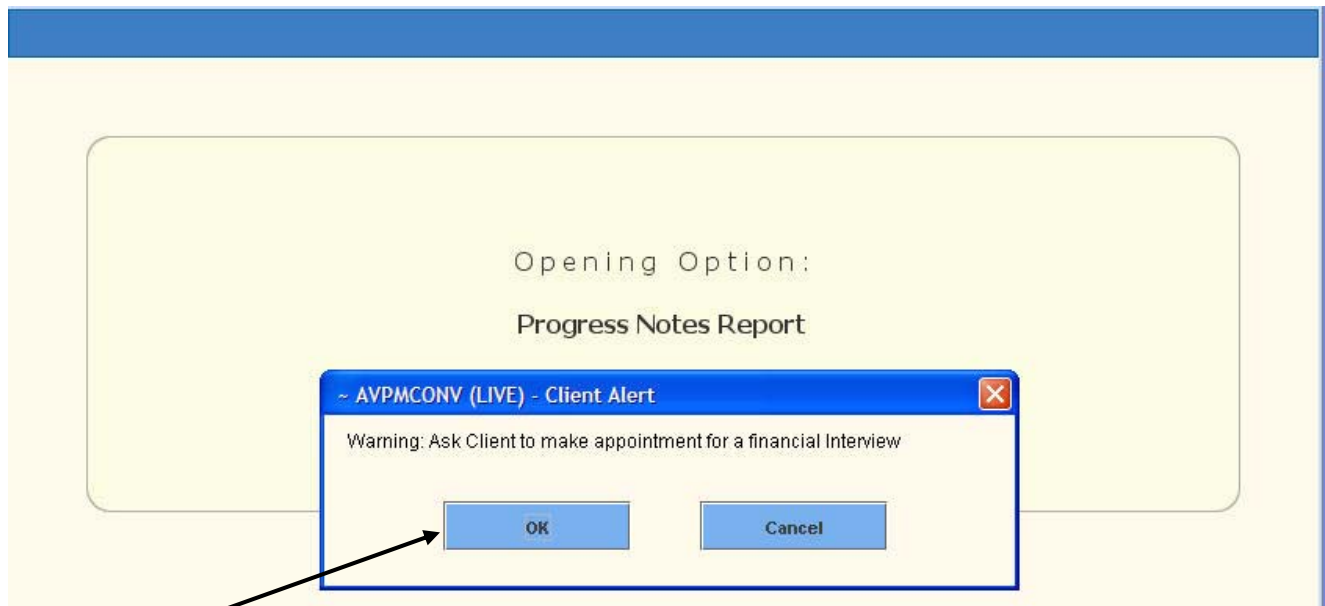 Opening Option:
Progress Notes Report
~ AVPMCONV (LIVE) - Client Alert
Warning: Ask Client to make appointment for a financial Interview
OK Cancel